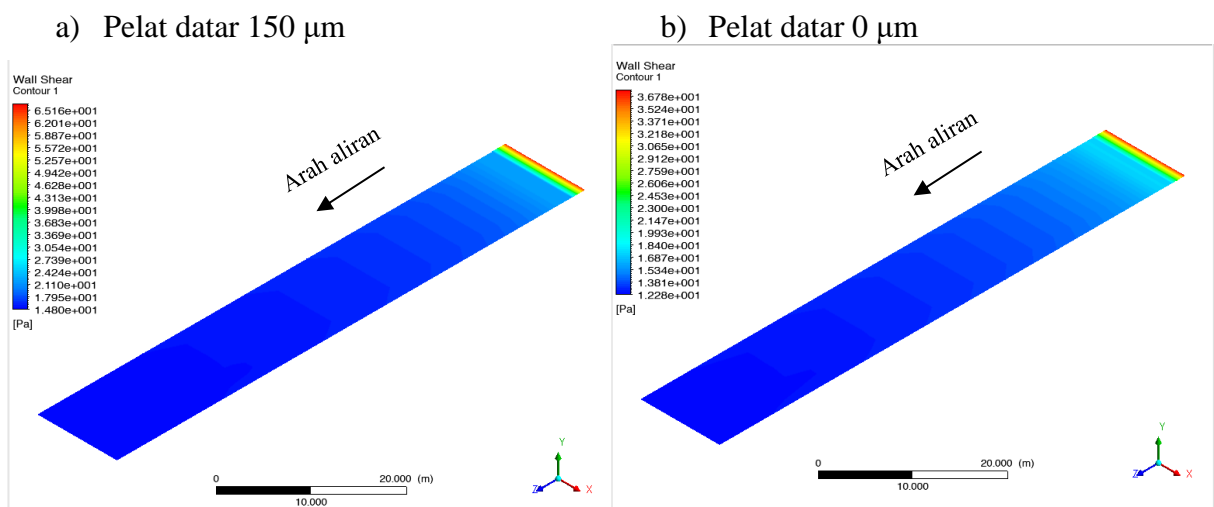 a) Pelat datar 150 μm
Wall Shear
Contour 1
6.516e+001
6.201e+001
5.887e+001
5.572e+001
5.257e+001
4.942e+001
4.628e+001
4.313e+001
3.998e+001
3.683e+001
3.369e+001
3.054e+001
2.739e+001
2.424e+001
2.110e+001
1.795e+001
1.480e+001
[Pa]
Arah aliran
0
20.000 (m)
10.000
Y
Z
X
b) Pelat datar 0 μm
Wall Shear
Contour 1
3.678e+001
3.524e+001
3.371e+001
3.218e+001
3.065e+001
2.912e+001
2.759e+001
2.606e+001
2.453e+001
2.300e+001
2.147e+001
1.993e+001
1.840e+001
1.687e+001
1.534e+001
1.381e+001
1.228e+001
[Pa]
Arah aliran
0
20.000 (m)
10.000
Y
Z
X